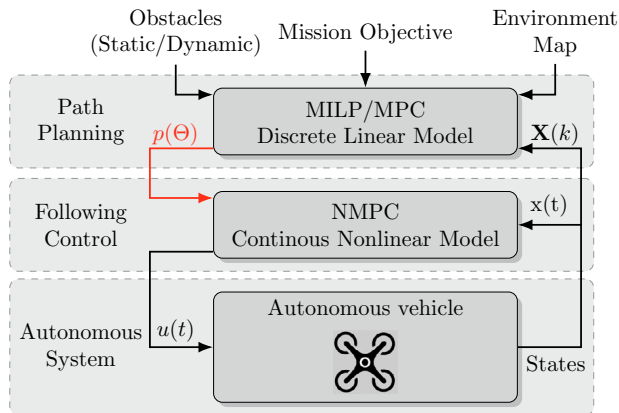 Obstacles
(Static/Dynamic)
Mission Objective
Environment
Map
Path
Planning
MILP/MPC
Discrete Linear Model
p(Θ)
𝐗(k)
Following
Control
NMPC
Continous Nonlinear Model
x(t)
Autonomous
System
u(t)
Autonomous vehicle
States